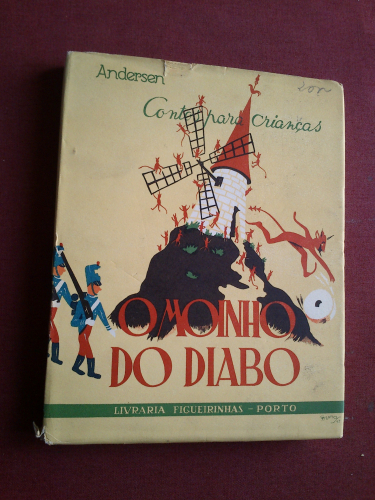 Andersen
Contos para crianças
O MOINHO
DO DIABO
LIVRARIA FIGUEIRINHAS - PORTO